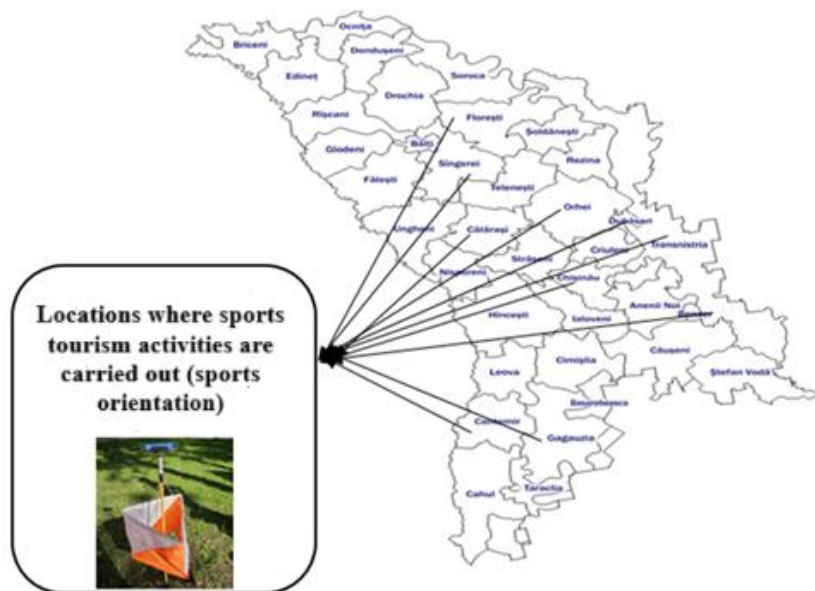 Ocnița
Briceni
Dondușeni
Edineț
Soroca
Drochia
Florești
Rîșcani
Șoldănești
Bălți
Glodeni
Sîngerei
Rezina
Fălești
Telenești
Orhei
Dubăsari
Ungheni
Călărași
Criuleni
Transnistria
Strășeni
Nisporeni
Chișinău
Anenii Noi
Hîncești
Ialoveni
Bender
Căușeni
Cimișlia
Leova
Ștefan Vodă
Basarabeasca
Cantemir
Gagauzia
Cahul
Taraclia
Locations where sports
tourism activities are
carried out (sports
orientation)